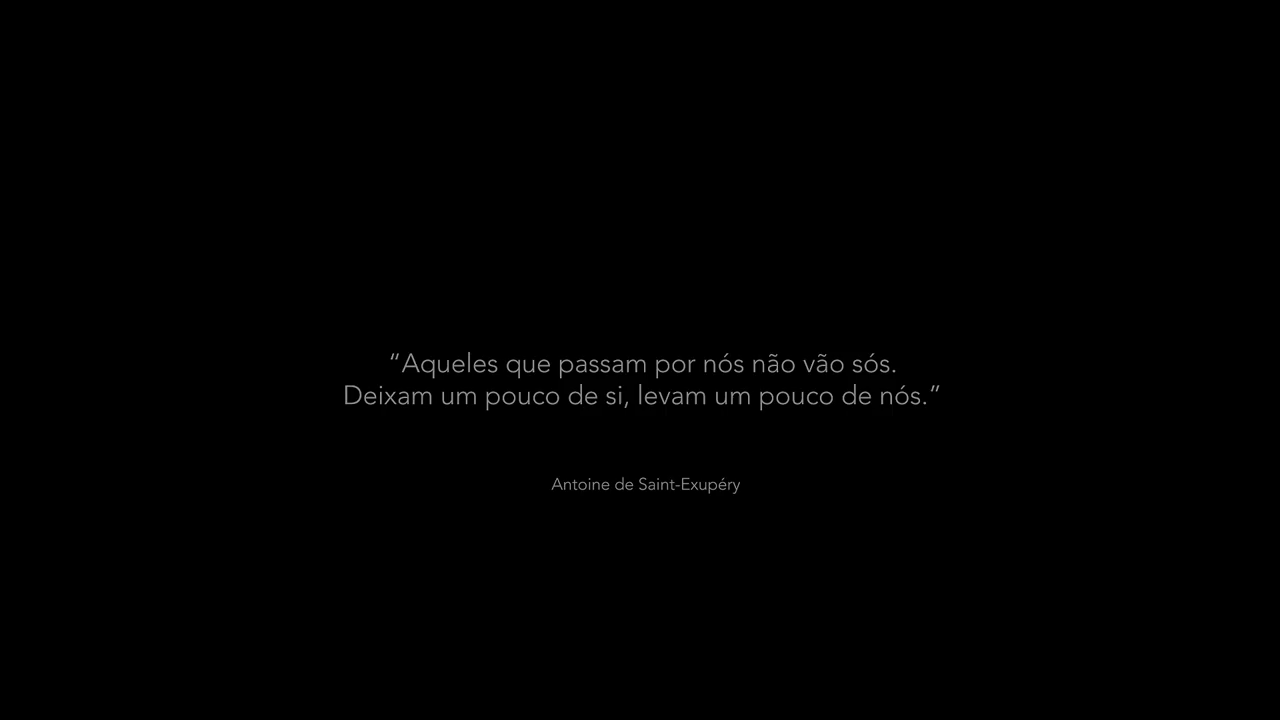 “Aqueles que passam por nós não vão sós.
Deixam um pouco de si, levam um pouco de nós.”
Antoine de Saint-Exupéry